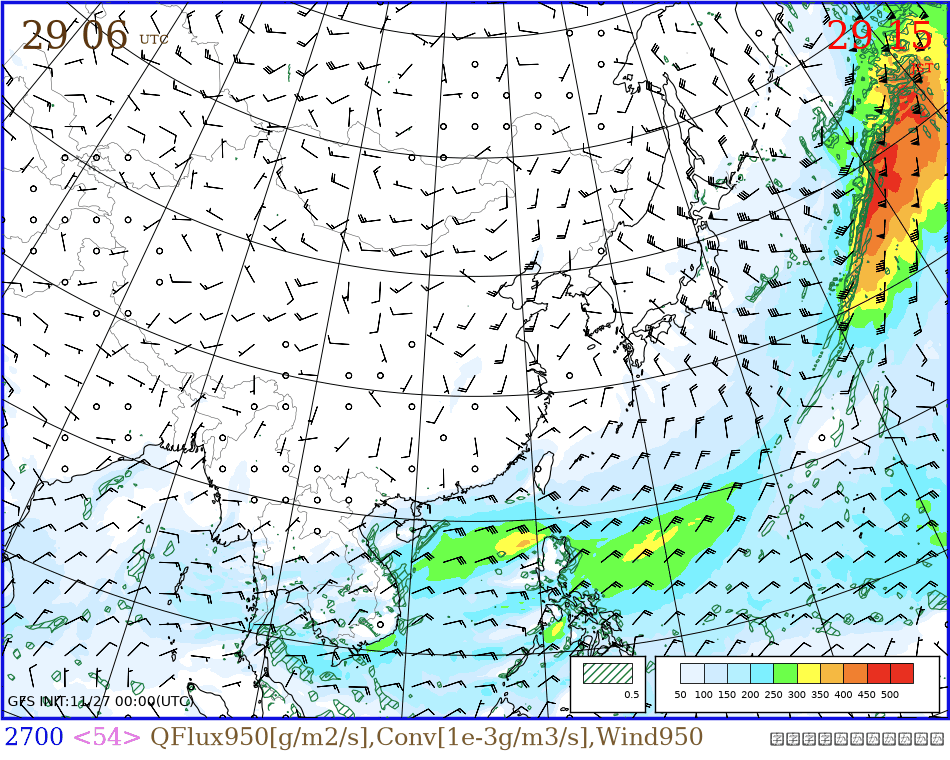 29 06 UTC
29 15
JST
0.5
50 100 150 200 250 300 350 400 450 500
GFS INIT:11/27 00:00(UTC)
2700 <54> QFlux950[g/m2/s],Conv[1e-3g/m3/s],Wind950